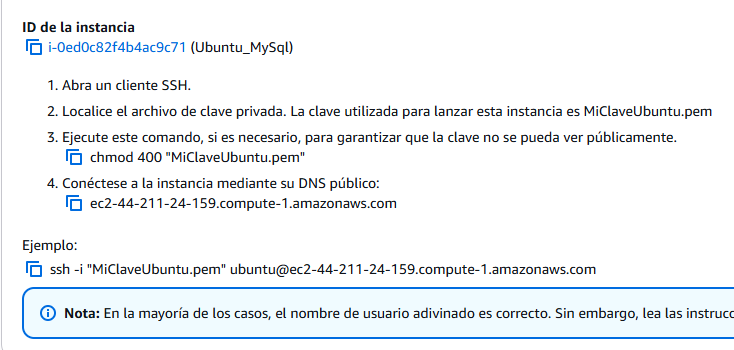 ID de la instancia
i-0ed0c82f4b4ac9c71 (Ubuntu_MySql)
1. Abra un cliente SSH.
2. Localice el archivo de clave privada. La clave utilizada para lanzar esta instancia es MiClaveUbuntu.pem
3. Ejecute este comando, si es necesario, para garantizar que la clave no se pueda ver públicamente.
chmod 400 "MiClaveUbuntu.pem"
4. Conéctese a la instancia mediante su DNS público:
ec2-44-211-24-159.compute-1.amazonaws.com
Ejemplo:
ssh -i "MiClaveUbuntu.pem" ubuntu@ec2-44-211-24-159.compute-1.amazonaws.com
Nota: En la mayoría de los casos, el nombre de usuario adivinado es correcto. Sin embargo, lea las